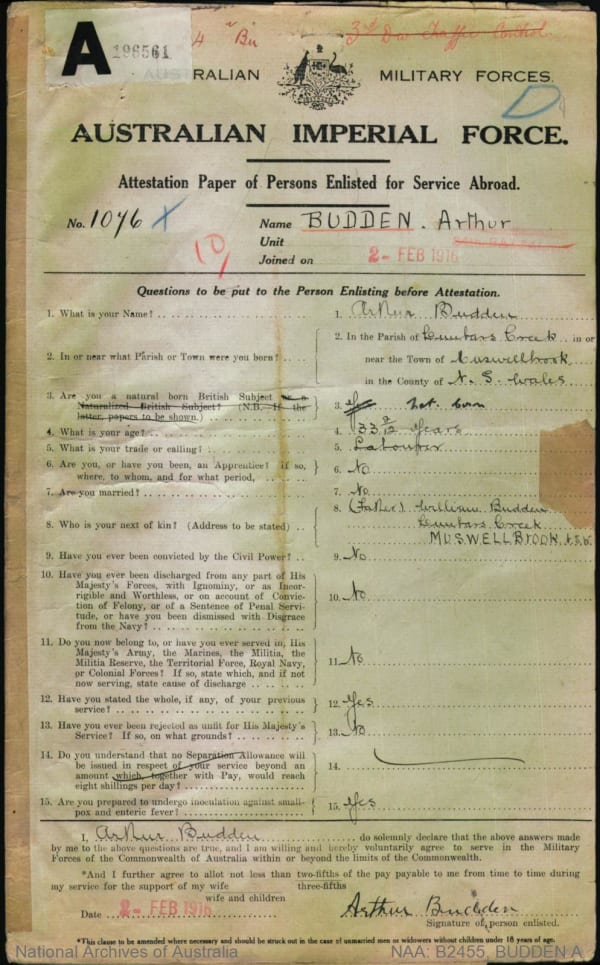 A 196561
4 Bn
3rd Div Traffic Control
AUSTRALIAN MILITARY FORCES.
D
AUSTRALIAN IMPERIAL FORCE.
Attestation Paper of Persons Enlisted for Service Abroad.
No. 1076 X Name BUDDEN. Arthur
Unit
10/ Joined on 2- FEB 1916
Questions to be put to the Person Enlisting before Attestation.
1. What is your Name? 1. Arthur Budden
2. In or near what Parish or Town were you born? 2. In the Parish of Dunbars Creek in or
near the Town of Muswellbrook
in the County of N. S. Wales
3. Are you a natural born British Subject or a
Naturalized British Subject? (N.B. If the
latter, papers to be shown.) 3. Yes Nat. born
4. What is your age? 4. 33 years
5. What is your trade or calling? 5. Labourer
6. Are you, or have you been, an Apprentice? If so,
where, to whom, and for what period, 6. No
7. Are you married? 7. No
8. Who is your next of kin? (Address to be stated) 8. (Father) William Budden
Dunbars Creek
MUSWELLBROOK N.S.W.
9. Have you ever been convicted by the Civil Power? 9. No
10. Have you ever been discharged from any part of His
Majesty's Forces, with Ignominy, or as Incor-
rigible and Worthless, or on account of Convic-
tion of Felony, or of a Sentence of Penal Servi-
tude, or have you been dismissed with Disgrace
from the Navy? 10. No
11. Do you now belong to, or have you ever served in, His
Majesty's Army, the Marines, the Militia, the
Militia Reserve, the Territorial Force, Royal Navy,
or Colonial Forces? If so, state which, and if not
now serving, state cause of discharge 11. No
12. Have you stated the whole, if any, of your previous
service? 12. Yes
13. Have you ever been rejected as unfit for His Majesty's
Service? If so, on what grounds? 13. No
14. Do you understand that no Separation Allowance will
be issued in respect of your service beyond an
amount which, together with Pay, would reach
eight shillings per day? 14.
15. Are you prepared to undergo inoculation against small-
pox and enteric fever? 15. Yes
I, Arthur Budden do solemnly declare that the above answers made
by me to the above questions are true, and I am willing and hereby voluntarily agree to serve in the Military
Forces of the Commonwealth of Australia within or beyond the limits of the Commonwealth.
*And I further agree to allot not less than two-fifths of the pay payable to me from time to time during
three-fifths
my service for the support of my wife
wife and children
Date 2- FEB 1916 Arthur Budden
Signature of person enlisted.
*This clause to be amended where necessary and should be struck out in the case of unmarried men or widowers without children under 18 years of age.
National Archives of Australia NAA: B2455, BUDDEN A